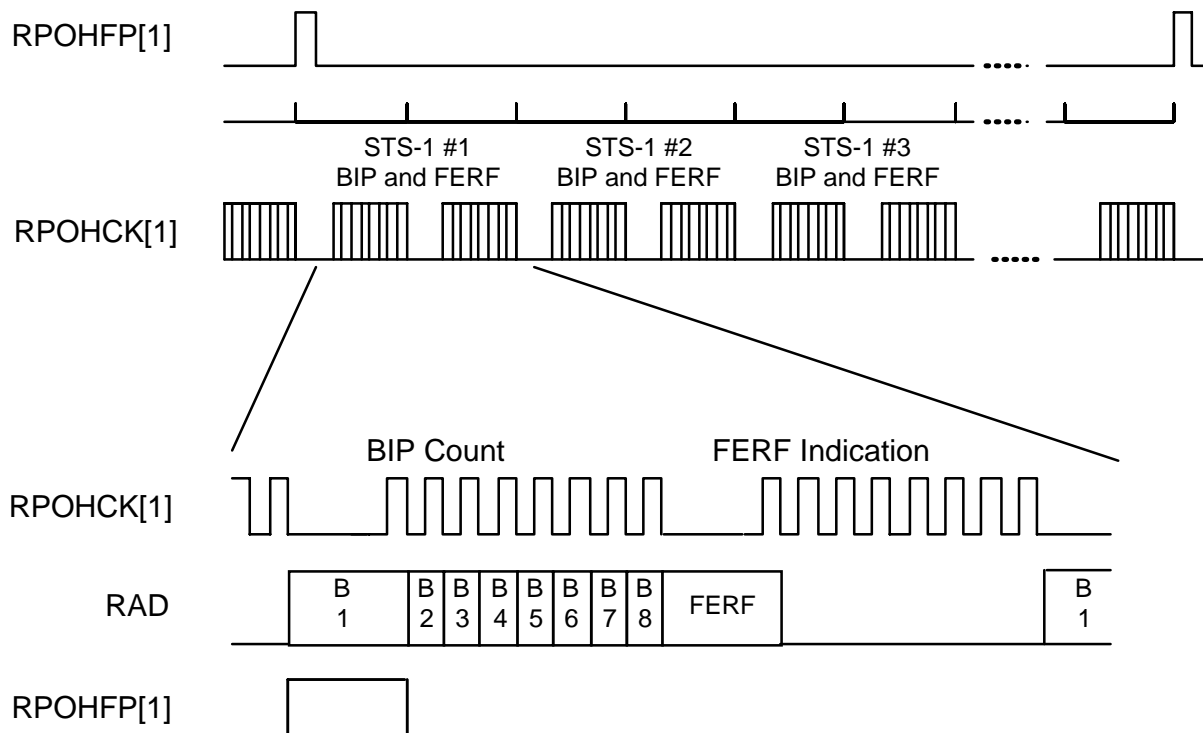 RPOHFP[1]
STS-1 #1
BIP and FERF
STS-1 #2
BIP and FERF
STS-1 #3
BIP and FERF
RPOHCK[1]
BIP Count
FERF Indication
RPOHCK[1]
RAD
B
1
B
2
B
3
B
4
B
5
B
6
B
7
B
8
FERF
B
1
RPOHFP[1]